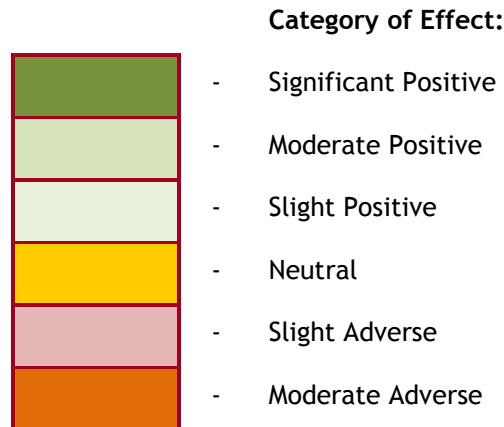 Category of Effect:
- Significant Positive
- Moderate Positive
- Slight Positive
- Neutral
- Slight Adverse
- Moderate Adverse